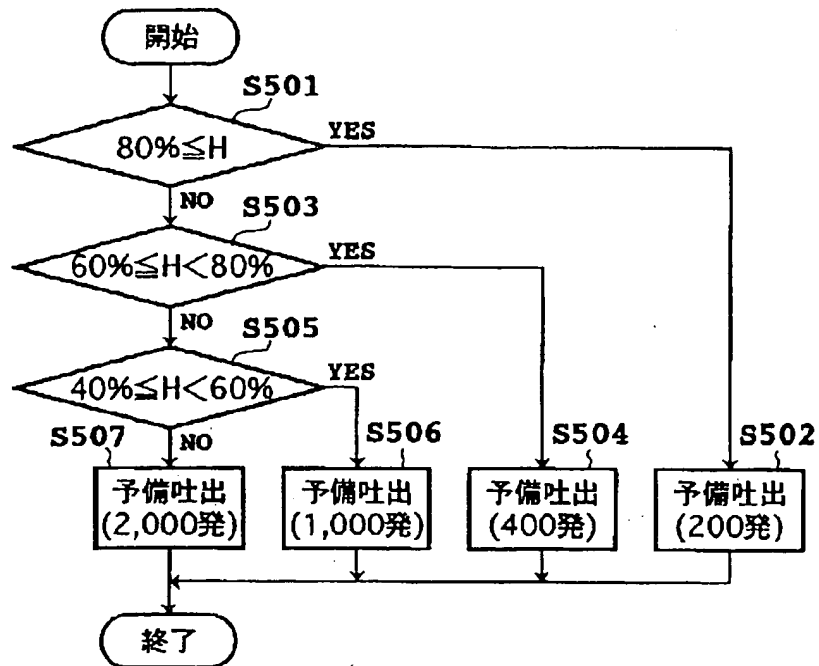 開始
S501
80%≦H
YES
NO
S503
60%≦H<80%
YES
NO
S505
40%≦H<60%
YES
NO
S507
S506
S504
S502
予備吐出
(2,000発)
予備吐出
(1,000発)
予備吐出
(400発)
予備吐出
(200発)
終了